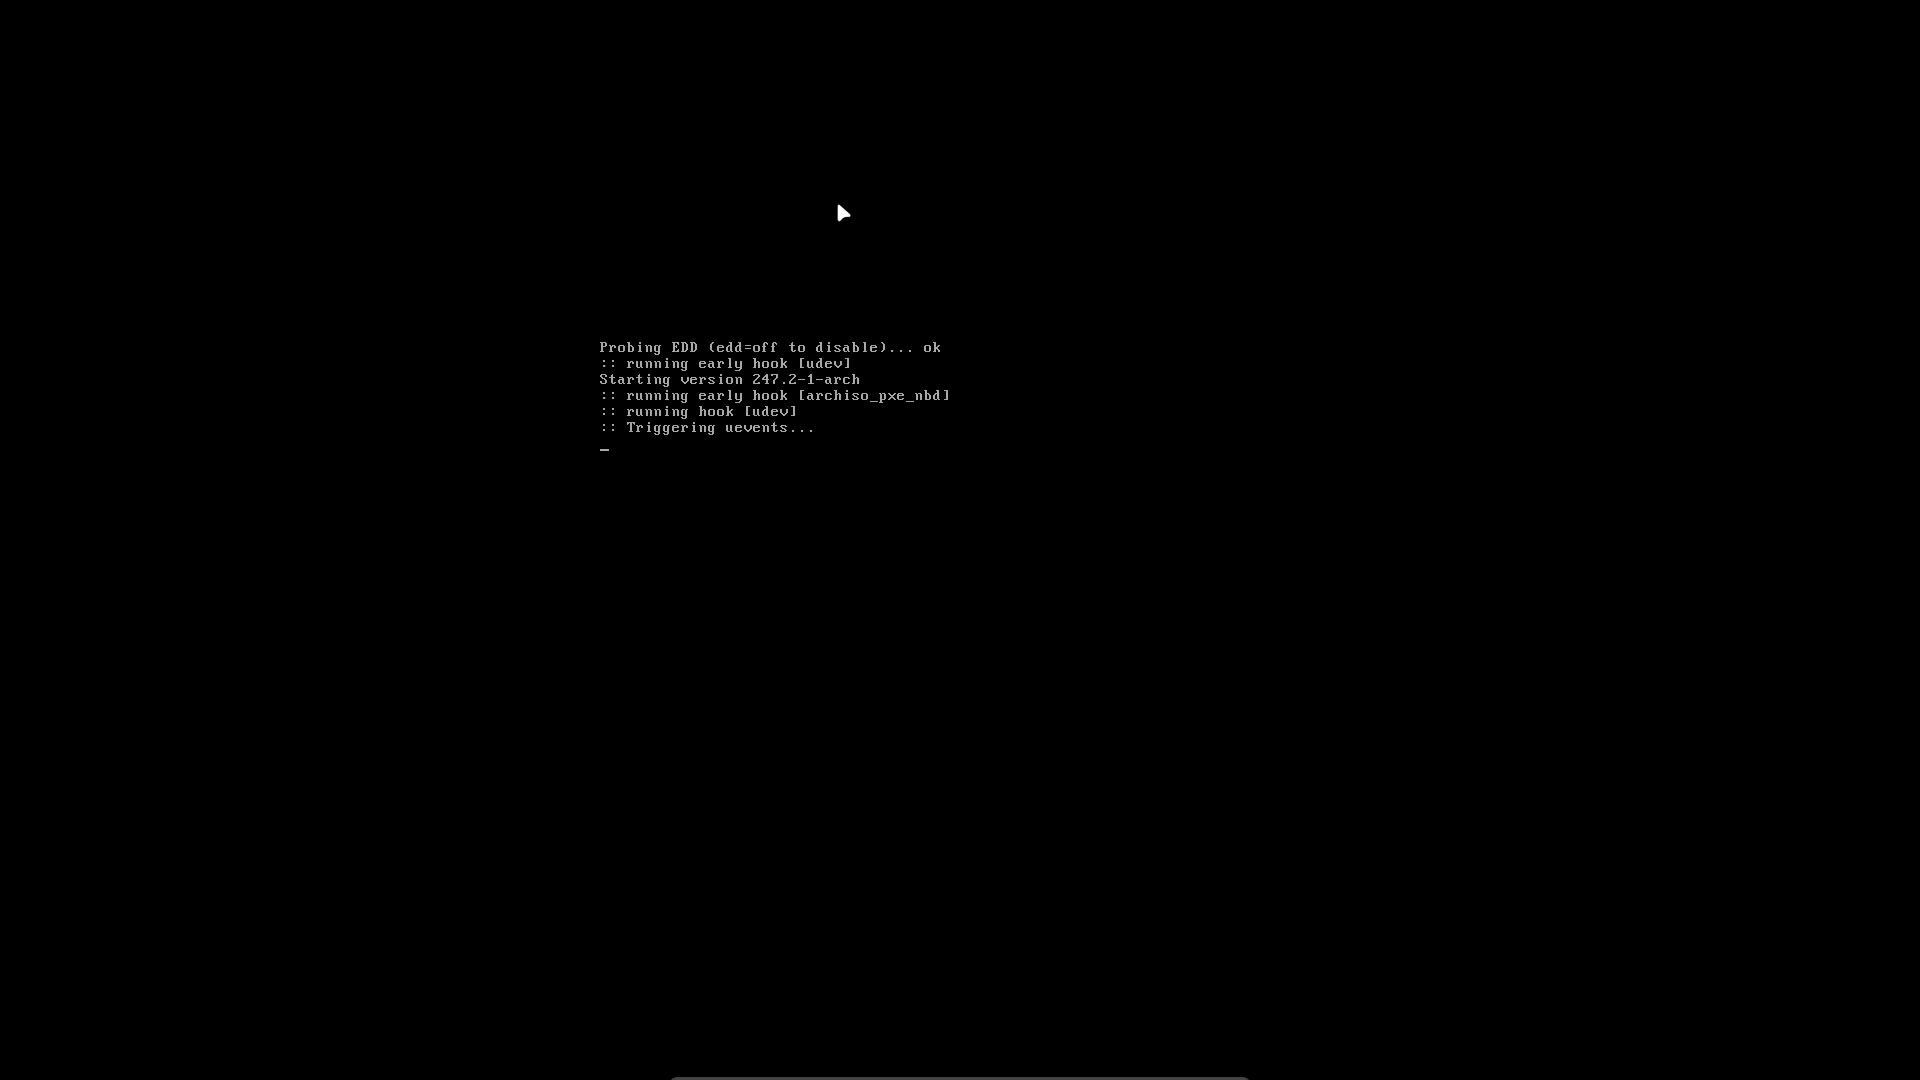 Probing EDD (edd=off to disable)... ok
:: running early hook [udev]
Starting version 247.2-1-arch
:: running early hook [archiso_pxe_nbd]
:: running hook [udev]
:: Triggering uevents...
_